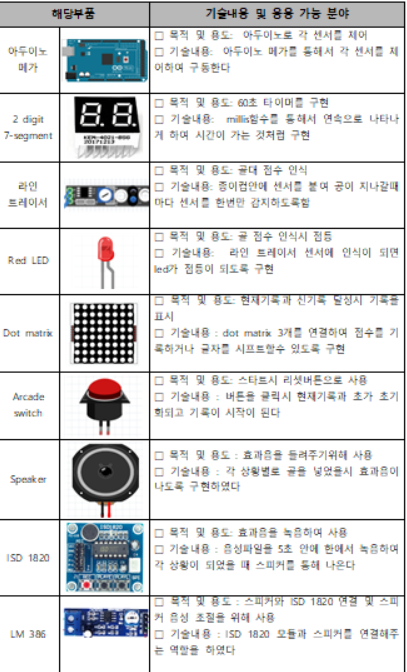 해당부품 기술내용 및 응용 가능 분야
아두이노
메가
□ 목적 및 용도: 아두이노로 각 센서를 제어
□ 기술내용: 아두이노 메가를 통해서 각 센서를 제
어하여 구동한다
2 digit
7-segment
□ 목적 및 용도: 60초 타이머를 구현
□ 기술내용: millis함수를 통해서 연속으로 나타나
게 하여 시간이 가는 것처럼 구현
라인
트레이서
□ 목적 및 용도: 골대 점수 인식
□ 기술내용: 종이컵안에 센서를 붙여 공이 지나갈때
마다 센서를 한번만 감지하도록함
Red LED
□ 목적 및 용도: 골 점수 인식시 점등
□ 기술내용: 라인 트레이서 센서에 인식이 되면
led가 점등이 되도록 구현
Dot matrix
□ 목적 및 용도: 현재기록과 신기록 달성시 기록을
표시
□ 기술내용 : dot matrix 3개를 연결하여 점수를 기
록하거나 글자를 시프트할수 있도록 구현
Arcade
switch
□ 목적 및 용도: 스타트시 리셋버튼으로 사용
□ 기술내용 : 버튼을 클릭시 현재기록과 초가 초기
화되고 기록이 시작이 된다
Speaker
□ 목적 및 용도 : 효과음을 들려주기위해 사용
□ 기술내용 : 각 상황별로 골을 넣었을시 효과음이
나도록 구현하였다
ISD 1820
□ 목적 및 용도: 효과음을 녹음하여 사용
□ 기술내용 : 음성파일을 5초 안에 한에서 녹음하여
각 상황이 되었을 때 스피커를 통해 나온다
LM 386
□ 목적 및 용도 : 스피커와 ISD 1820 연결 및 스피
커 음성 조절을 위해 사용
□ 기술내용 : ISD 1820 모듈과 스피커를 연결해주
는 역할을 하였다